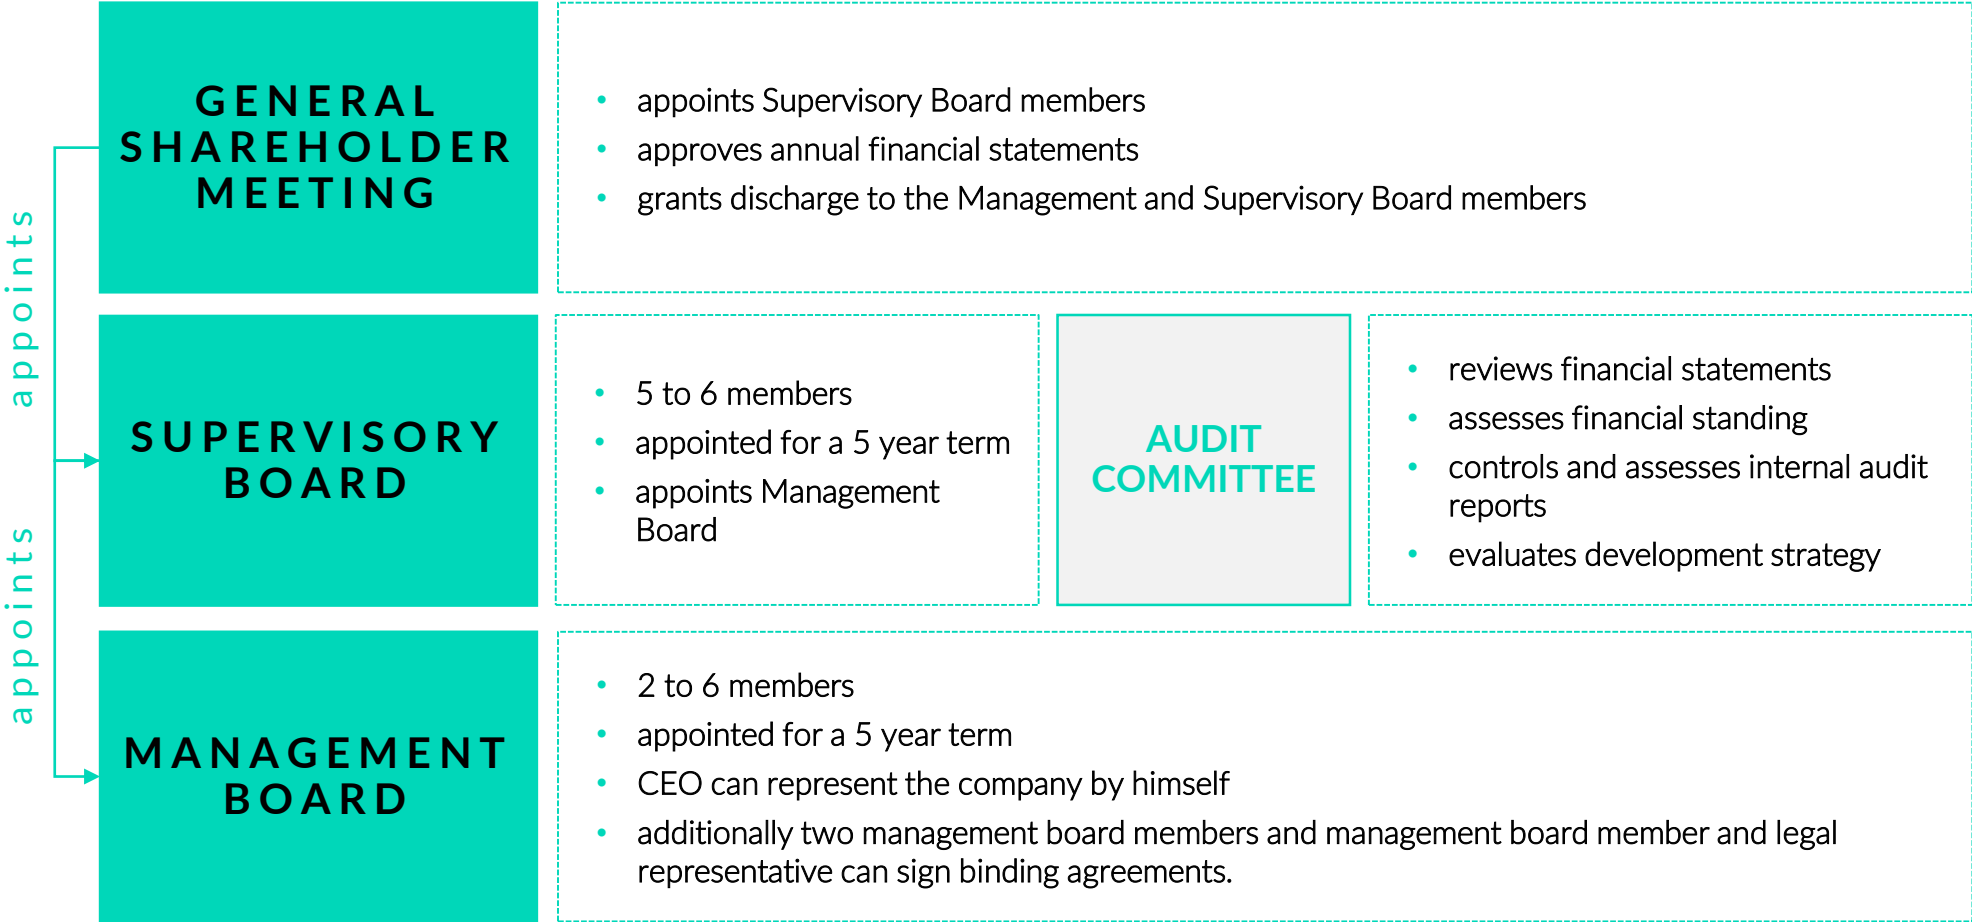 GENERAL
SHAREHOLDER
MEETING
• appoints Supervisory Board members
• approves annual financial statements
• grants discharge to the Management and Supervisory Board members
appoints
SUPERVISORY
BOARD
• 5 to 6 members
• appointed for a 5 year term
• appoints Management
Board
AUDIT
COMMITTEE
• reviews financial statements
• assesses financial standing
• controls and assesses internal audit
reports
• evaluates development strategy
appoints
MANAGEMENT
BOARD
• 2 to 6 members
• appointed for a 5 year term
• CEO can represent the company by himself
• additionally two management board members and management board member and legal
representative can sign binding agreements.